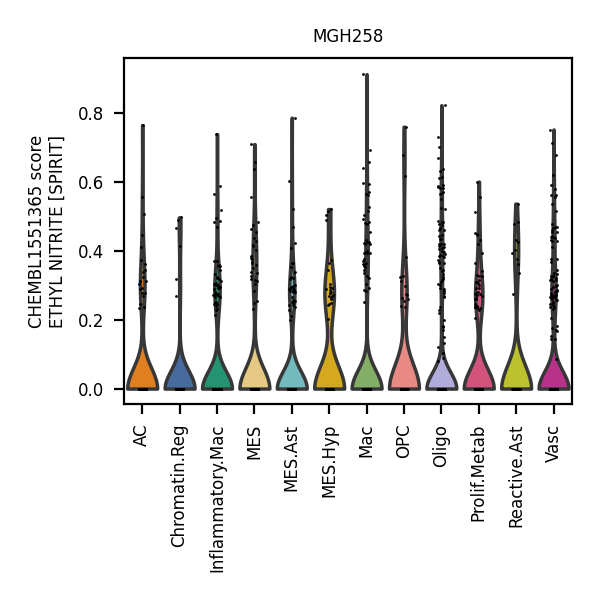 MGH258
CHEMBL1551365 score
ETHYL NITRITE [SPIRIT]
0.8
0.6
0.4
0.2
0.0
AC
Chromatin.Reg
Inflammatory.Mac
MES
MES.Ast
MES.Hyp
Mac
OPC
Oligo
Prolif.Metab
Reactive.Ast
Vasc